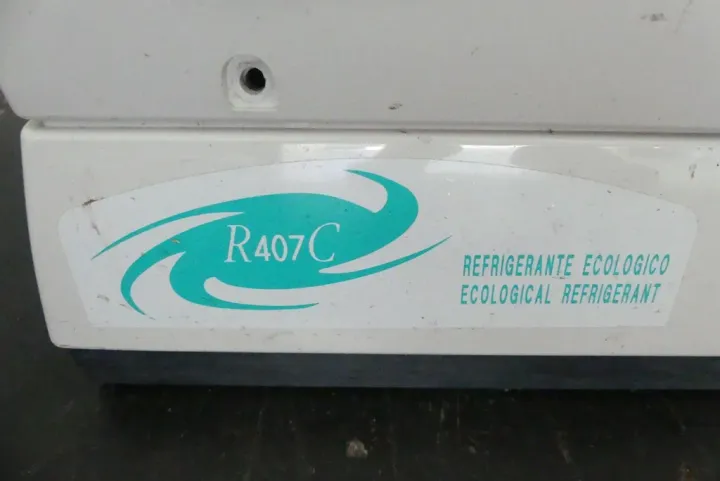 R407C
REFRIGERANTE ECOLOGICO
ECOLOGICAL REFRIGERANT